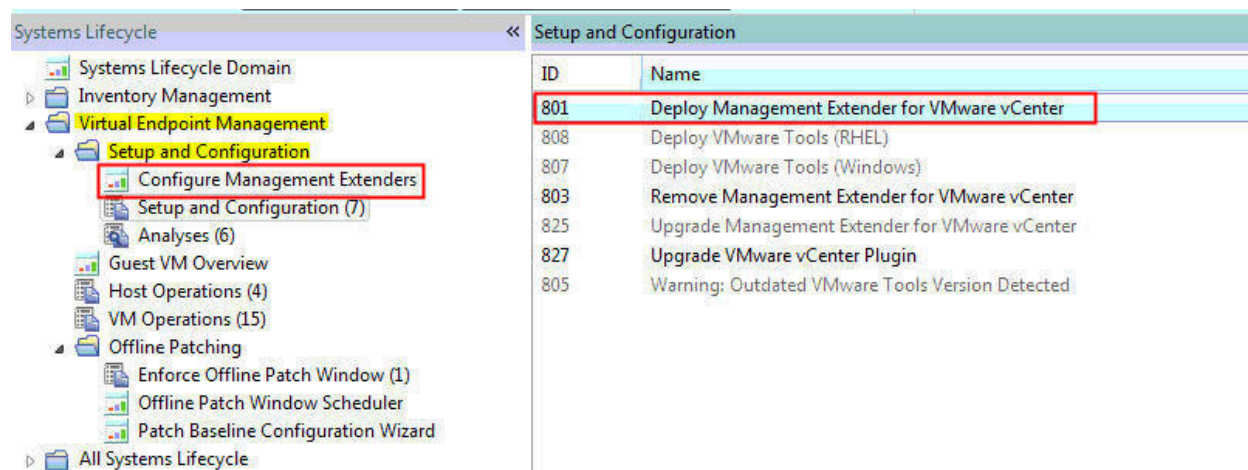 Systems Lifecycle « Setup and Configuration
Systems Lifecycle Domain
Inventory Management
Virtual Endpoint Management
Setup and Configuration
Configure Management Extenders
Setup and Configuration (7)
Analyses (6)
Guest VM Overview
Host Operations (4)
VM Operations (15)
Offline Patching
Enforce Offline Patch Window (1)
Offline Patch Window Scheduler
Patch Baseline Configuration Wizard
All Systems Lifecycle
ID Name
801 Deploy Management Extender for VMware vCenter
808 Deploy VMware Tools (RHEL)
807 Deploy VMware Tools (Windows)
803 Remove Management Extender for VMware vCenter
825 Upgrade Management Extender for VMware vCenter
827 Upgrade VMware vCenter Plugin
805 Warning: Outdated VMware Tools Version Detected